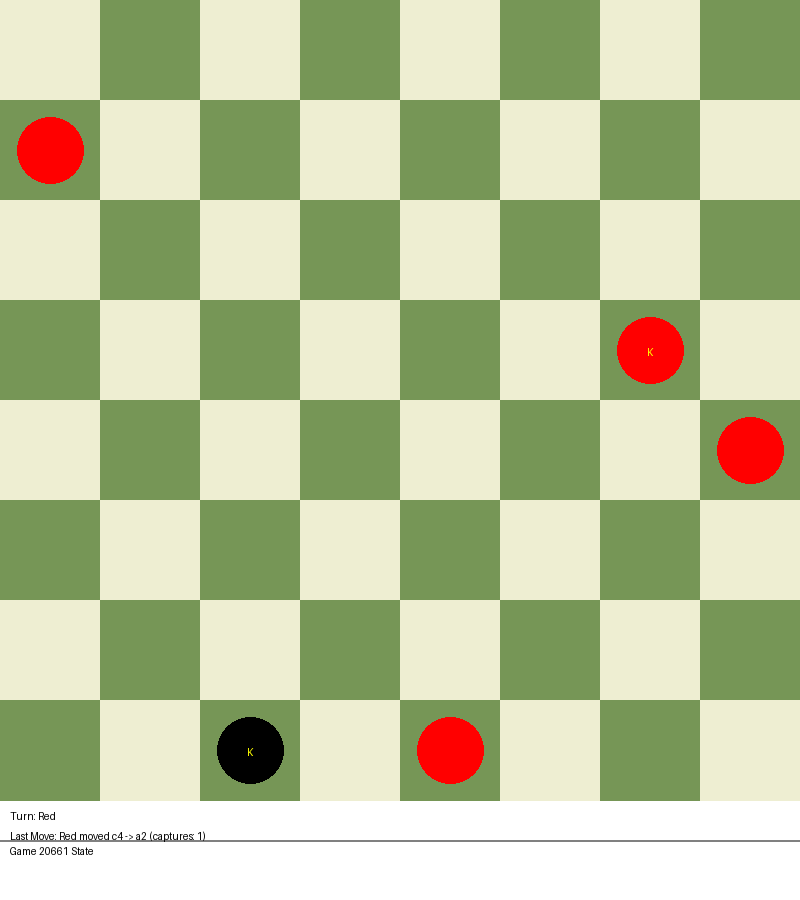 K
K
Turn: Red
Last Move: Red moved c4 -> a2 (captures: 1)
Game 20661 State